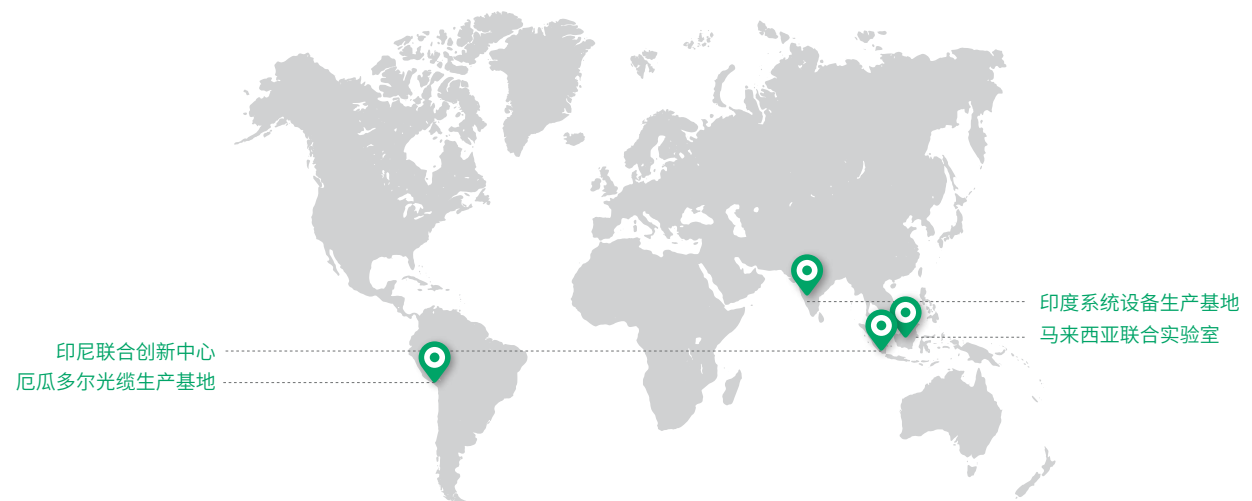 印度系统设备生产基地
马来西亚联合实验室
印尼联合创新中心
厄瓜多尔光缆生产基地